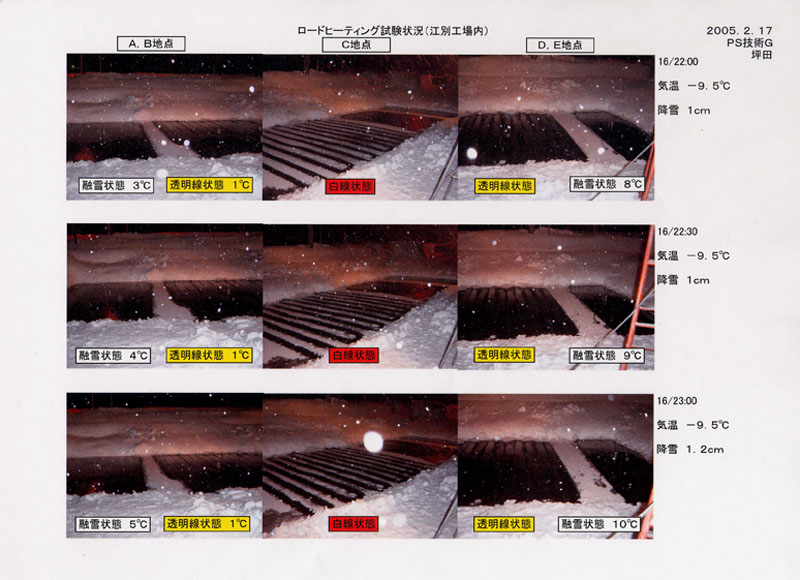 ロードヒーティング試験状況(江別工場内)
2005. 2. 17
PS技術G
坪田
A, B地点
C地点
D, E地点
16/22:00
気温 －9. 5℃
降雪 1cm
融雪状態 3℃
透明線状態 1℃
白線状態
透明線状態
融雪状態 8℃
16/22:30
気温 －9. 5℃
降雪 1cm
融雪状態 4℃
透明線状態 1℃
白線状態
透明線状態
融雪状態 9℃
16/23:00
気温 －9. 5℃
降雪 1. 2cm
融雪状態 5℃
透明線状態 1℃
白線状態
透明線状態
融雪状態 10℃